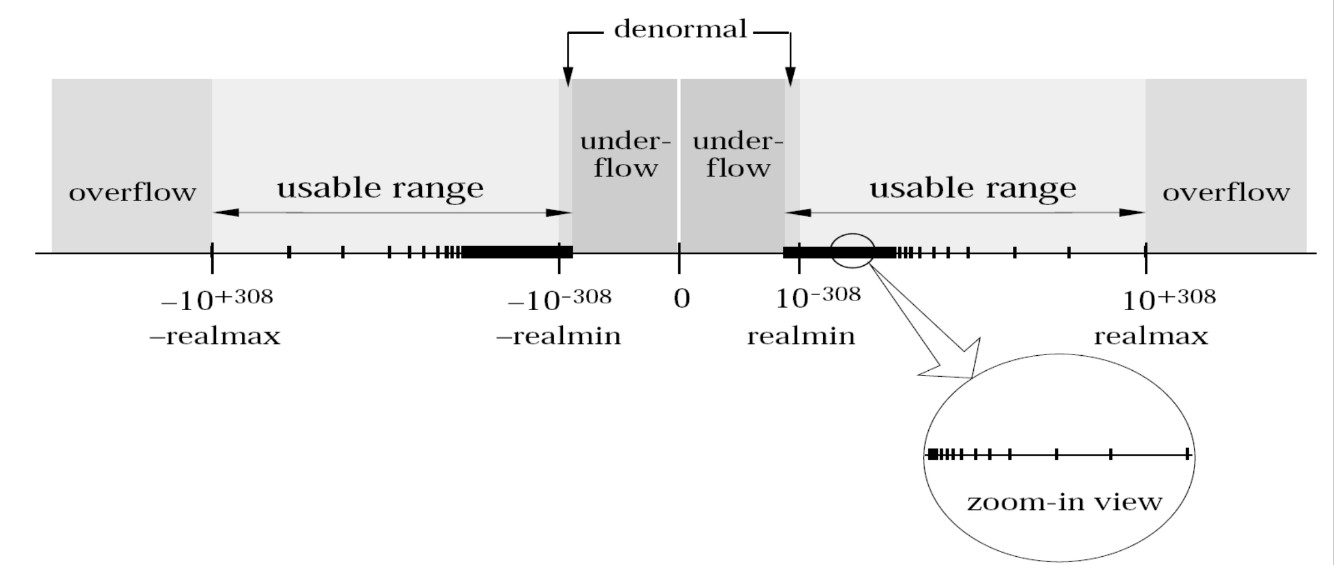 denormal
under- under-
flow flow
overflow usable range usable range overflow
–10+308 –10-308 0 10-308 10+308
–realmax –realmin realmin realmax
zoom-in view